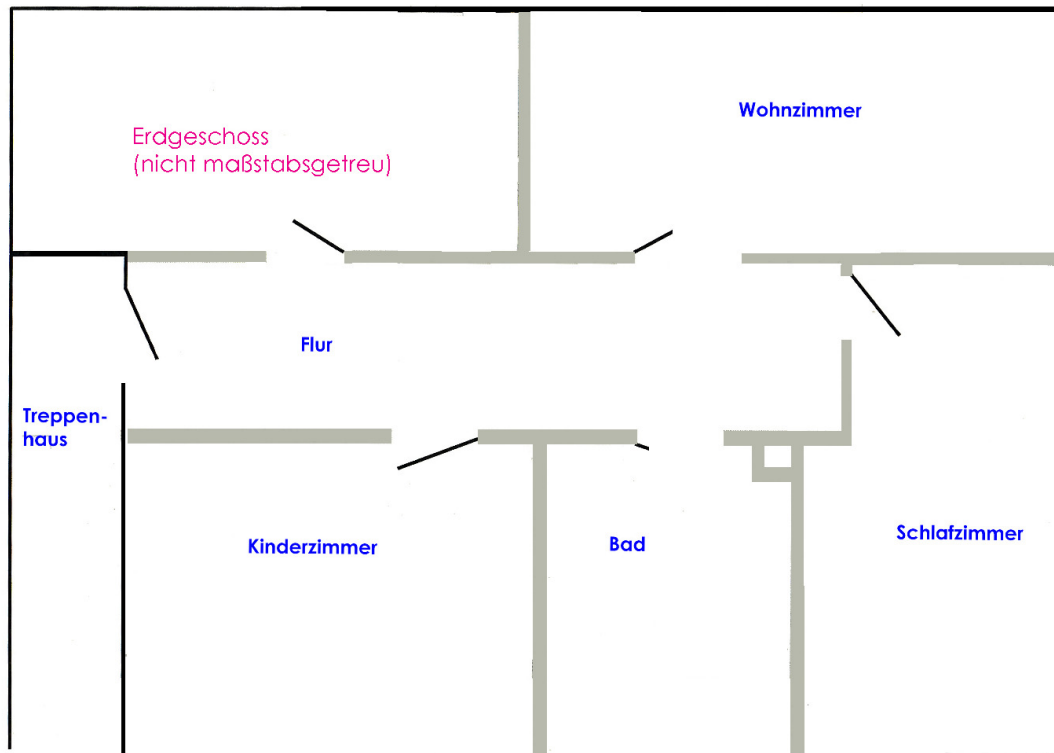 Wohnzimmer
Erdgeschoss
(nicht maßstabsgetreu)
Flur
Treppen-
haus
Kinderzimmer
Bad
Schlafzimmer